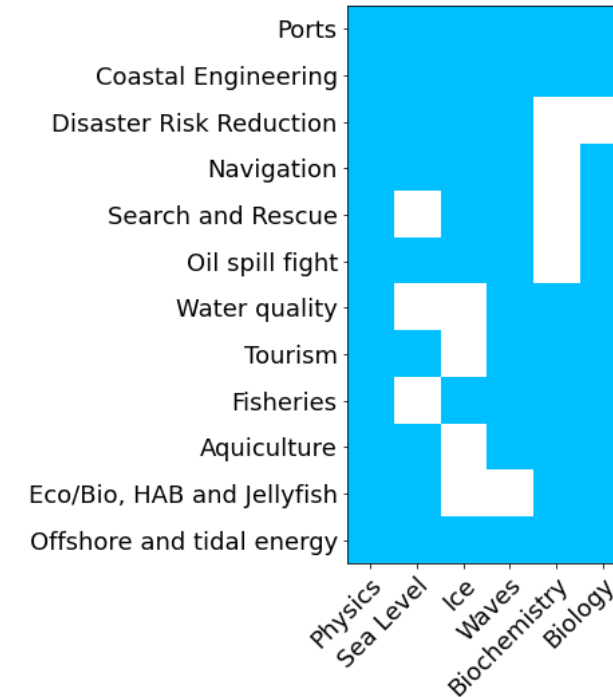 Ports
Coastal Engineering
Disaster Risk Reduction
Navigation
Search and Rescue
Oil spill fight
Water quality
Tourism
Fisheries
Aquiculture
Eco/Bio, HAB and Jellyfish
Offshore and tidal energy
Physics
Sea Level
Ice
Waves
Biochemistry
Biology